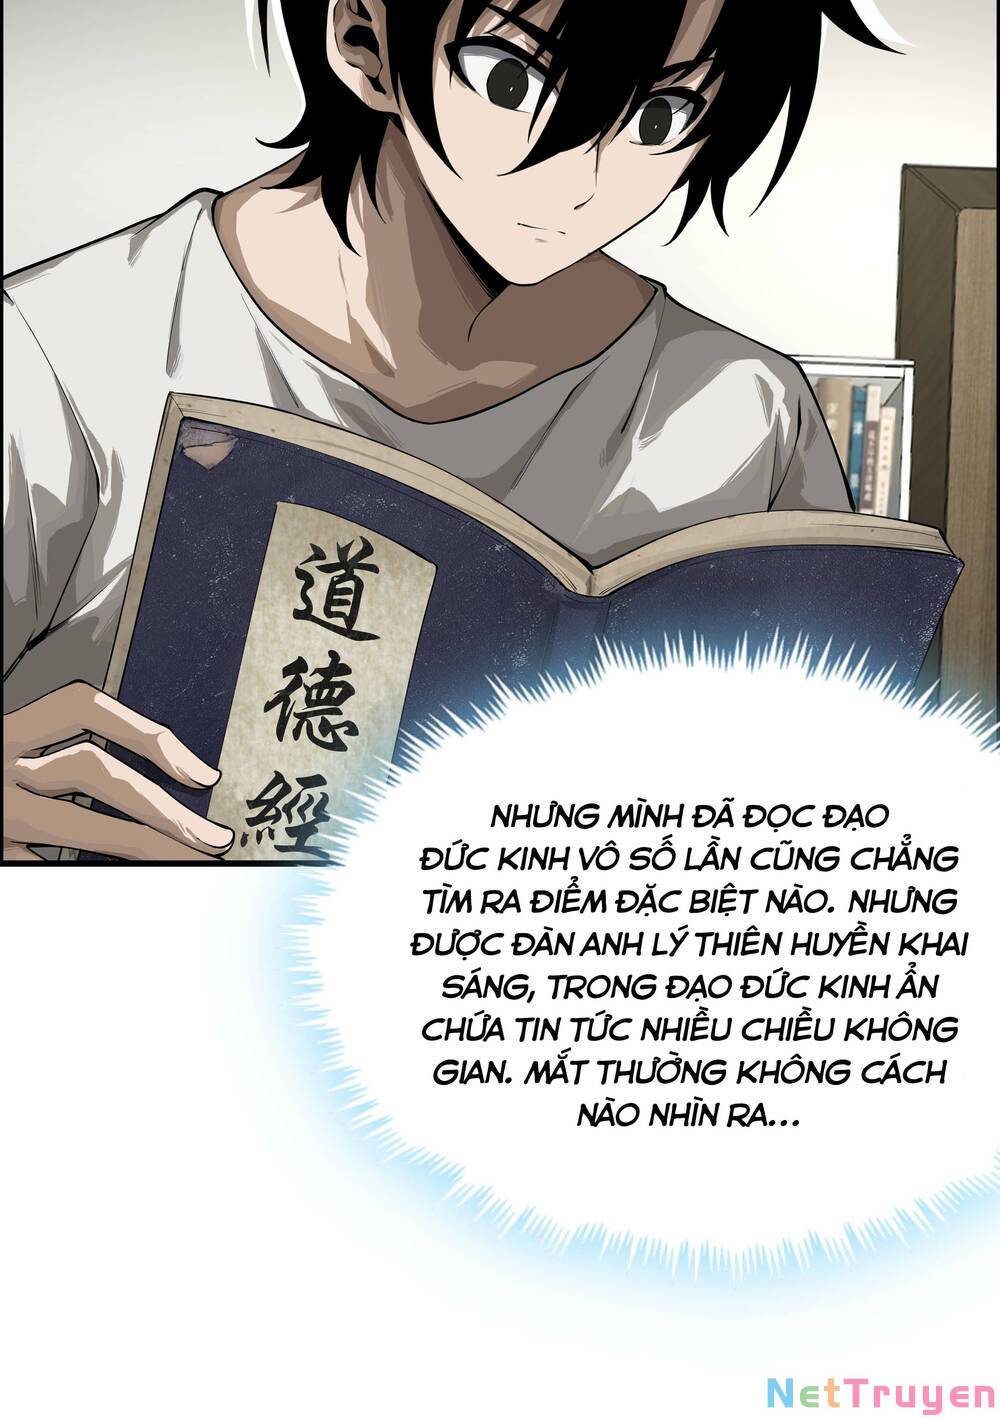 道
德
經
NHƯNG MÌNH ĐÃ ĐỌC ĐẠO
ĐỨC KINH VÔ SỐ LẦN CŨNG CHẲNG
TÌM RA ĐIỂM ĐẶC BIỆT NÀO. NHƯNG
ĐƯỢC ĐÀN ANH LÝ THIÊN HUYỀN KHAI
SÁNG, TRONG ĐẠO ĐỨC KINH ẨN
CHỨA TIN TỨC NHIỀU CHIỀU KHÔNG
GIAN. MẮT THƯỜNG KHÔNG CÁCH
NÀO NHÌN RA...
NetTruyen